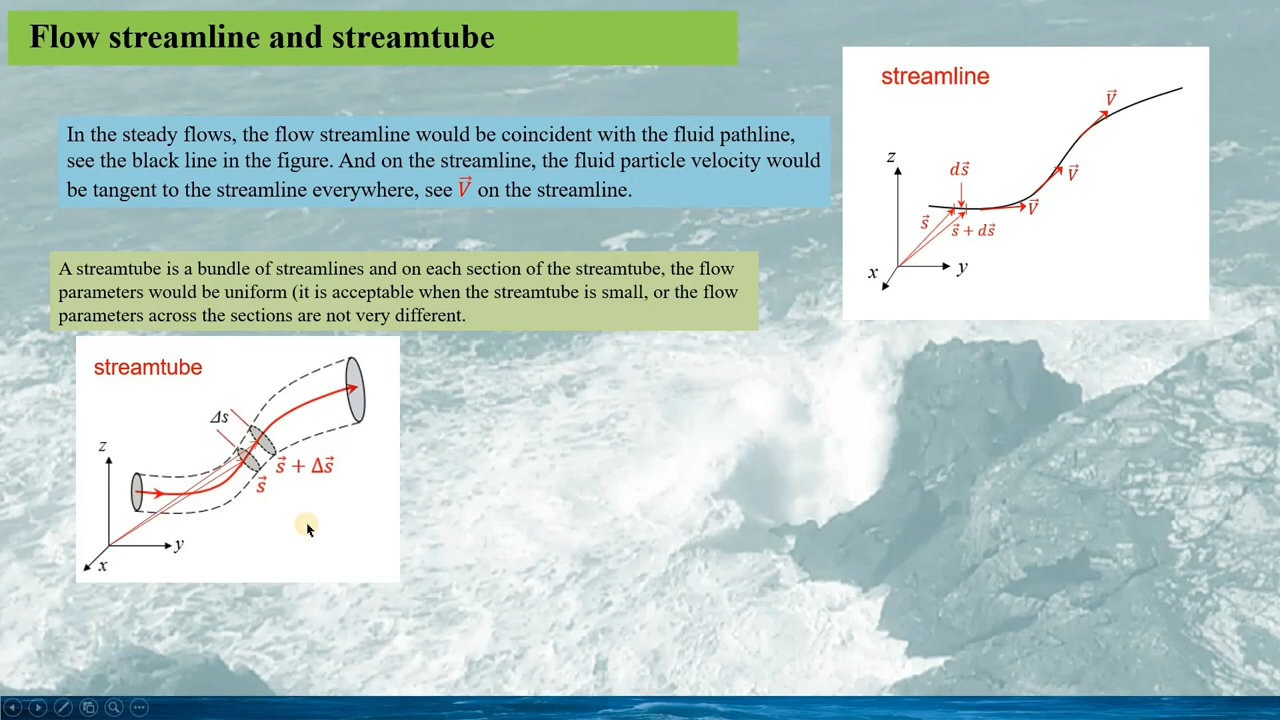 Flow streamline and streamtube
In the steady flows, the flow streamline would be coincident with the fluid pathline,
see the black line in the figure. And on the streamline, the fluid particle velocity would
be tangent to the streamline everywhere, see V⃗ on the streamline.
streamline
V⃗
z
ds⃗
V⃗
V⃗
s⃗
s⃗ + ds⃗
x
y
A streamtube is a bundle of streamlines and on each section of the streamtube, the flow
parameters would be uniform (it is acceptable when the streamtube is small, or the flow
parameters across the sections are not very different.
streamtube
Δs
z
s⃗ + Δs⃗
s⃗
y
x